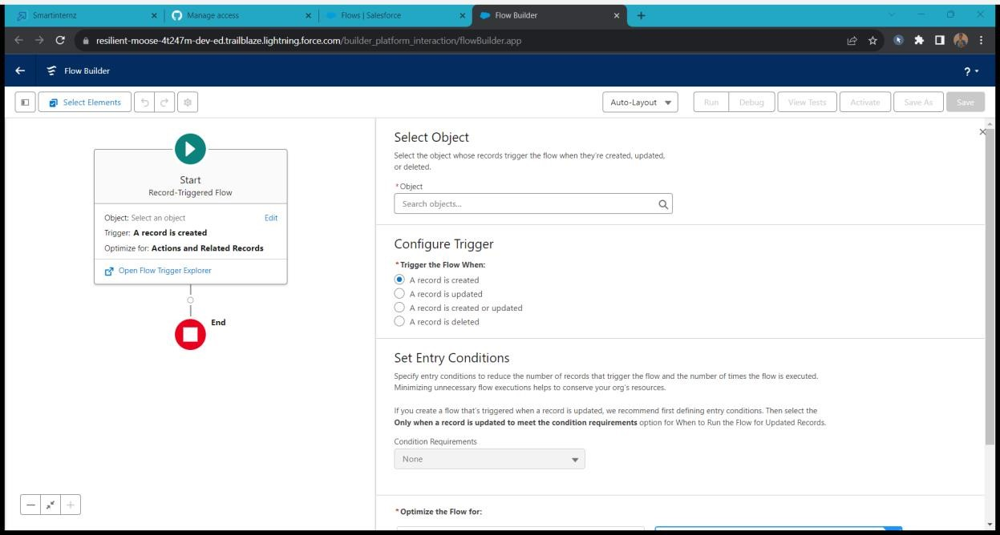 Smartinternz
Manage access
Flows | Salesforce
Flow Builder
resilient-moose-4t247m-dev-ed.trailblaze.lightning.force.com/builder_platform_interaction/flowBuilder.app
Flow Builder
?
Select Elements
Auto-Layout
Run
Debug
View Tests
Activate
Save As
Save
Start
Record-Triggered Flow
Object: Select an object
Edit
Trigger: A record is created
Optimize for: Actions and Related Records
Open Flow Trigger Explorer
End
Select Object
Select the object whose records trigger the flow when they're created, updated,
or deleted.
*Object
Search objects...
Configure Trigger
*Trigger the Flow When:
A record is created
A record is updated
A record is created or updated
A record is deleted
Set Entry Conditions
Specify entry conditions to reduce the number of records that trigger the flow and the number of times the flow is executed.
Minimizing unnecessary flow executions helps to conserve your org's resources.
If you create a flow that's triggered when a record is updated, we recommend first defining entry conditions. Then select the
Only when a record is updated to meet the condition requirements option for When to Run the Flow for Updated Records.
Condition Requirements
None
*Optimize the Flow for: